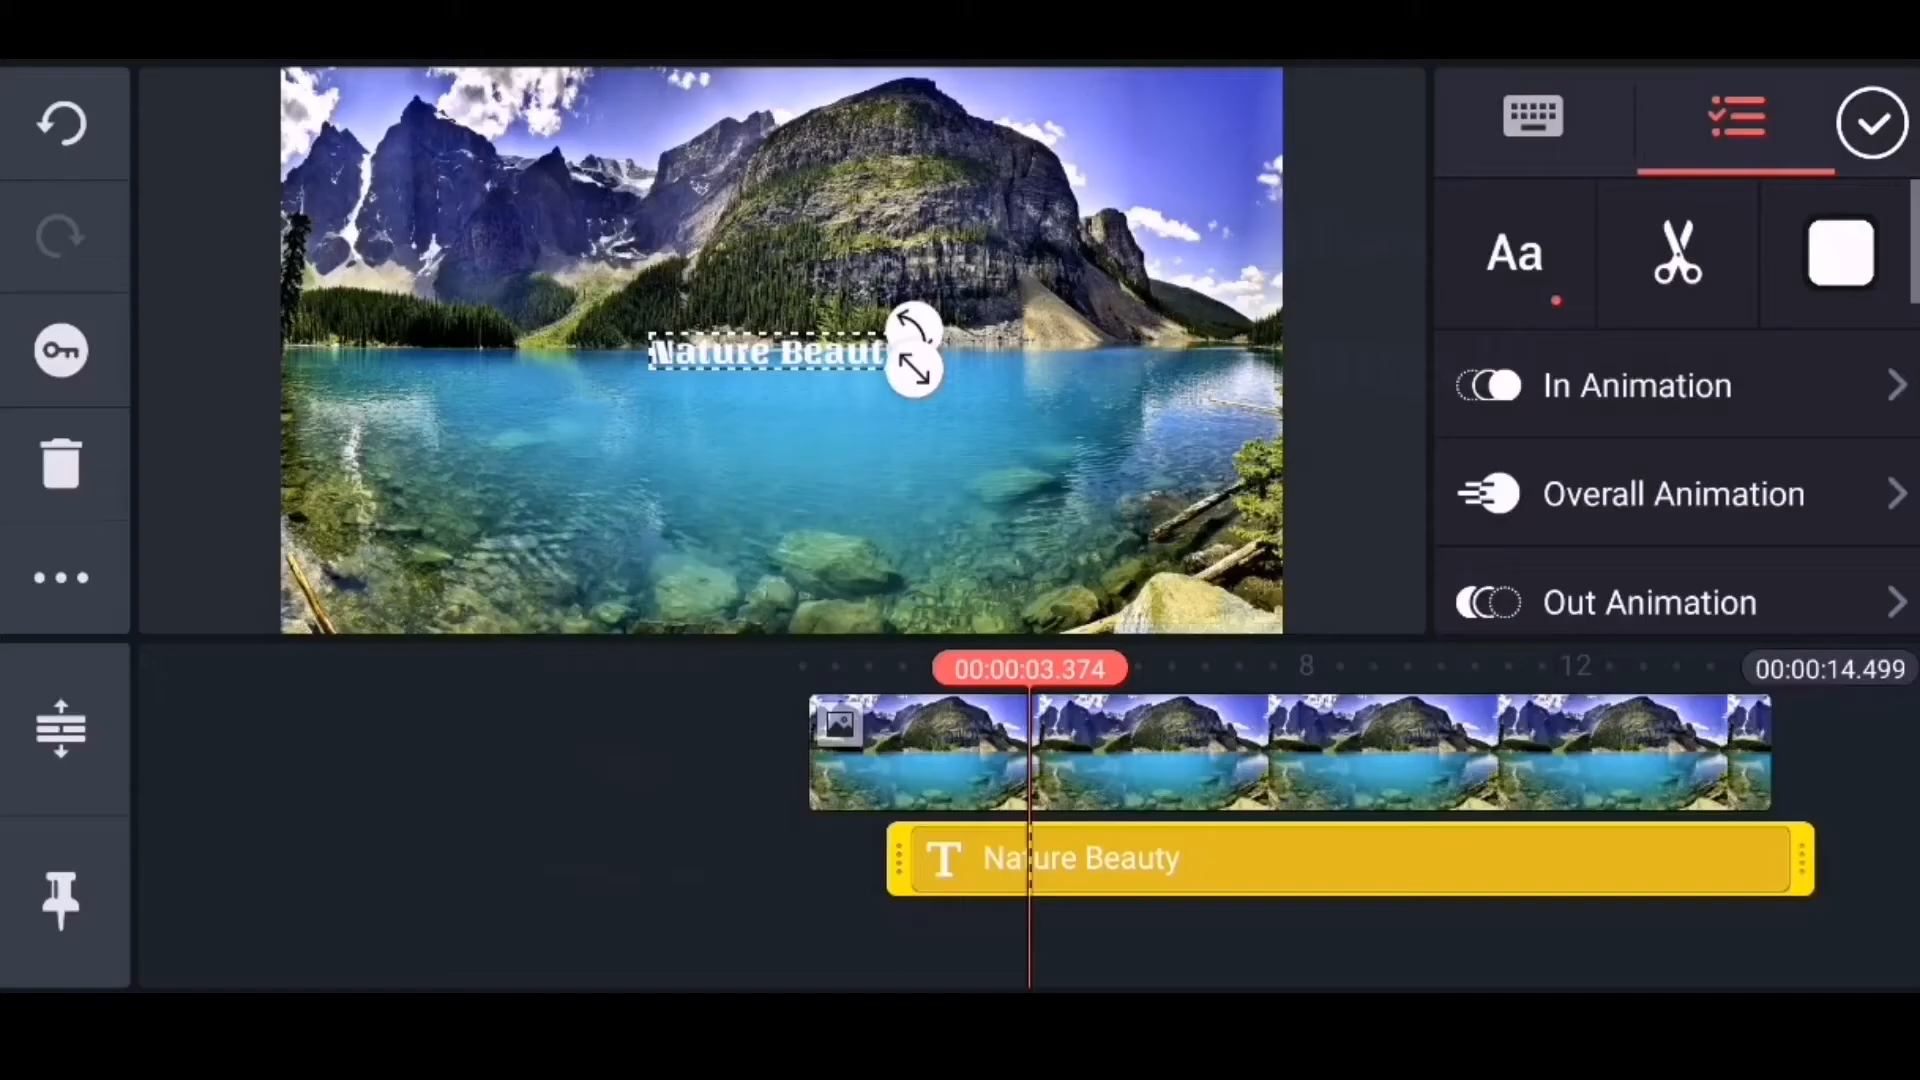 Aa
In Animation
Overall Animation
Out Animation
Nature Beaut
00:00:03.374
8
12
00:00:14.499
T Nature Beauty